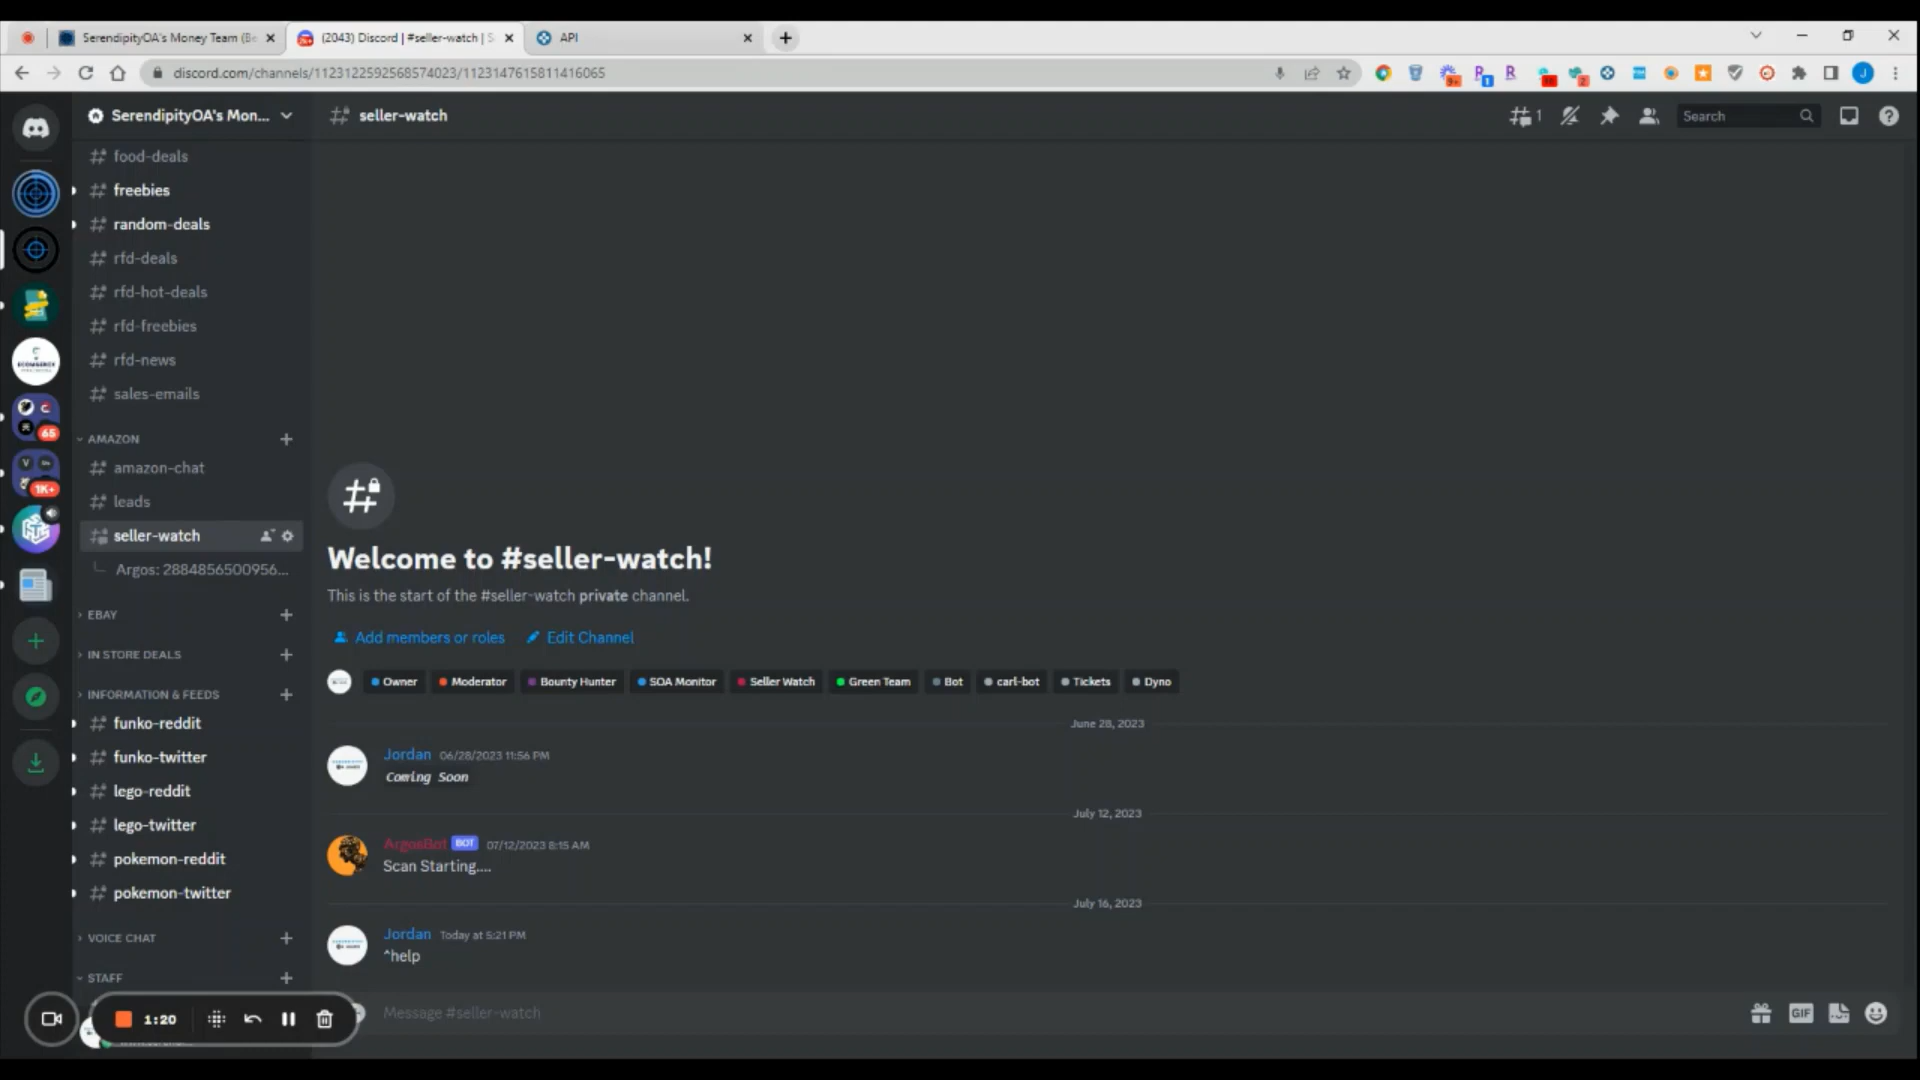 SerendipityOA's Money Team (Be
(2043) Discord | #seller-watch | S
API
discord.com/channels/1123122592568574023/1123147615811416065
SerendipityOA's Mon...
seller-watch
1
Search
food-deals
freebies
random-deals
rfd-deals
rfd-hot-deals
rfd-freebies
rfd-news
sales-emails
65
1K+
AMAZON
amazon-chat
leads
seller-watch
Argos: 2884856500956...
EBAY
IN STORE DEALS
INFORMATION & FEEDS
funko-reddit
funko-twitter
lego-reddit
lego-twitter
pokemon-reddit
pokemon-twitter
VOICE CHAT
STAFF
1:20
Welcome to #seller-watch!
This is the start of the #seller-watch private channel.
Add members or roles
Edit Channel
Owner
Moderator
Bounty Hunter
SOA Monitor
Seller Watch
Green Team
Bot
carl-bot
Tickets
Dyno
June 28, 2023
Jordan 06/28/2023 11:56 PM
Coming Soon
July 12, 2023
ArgosBot BOT 07/12/2023 8:15 AM
Scan Starting....
July 16, 2023
Jordan Today at 5:21 PM
^help
Message #seller-watch
GIF